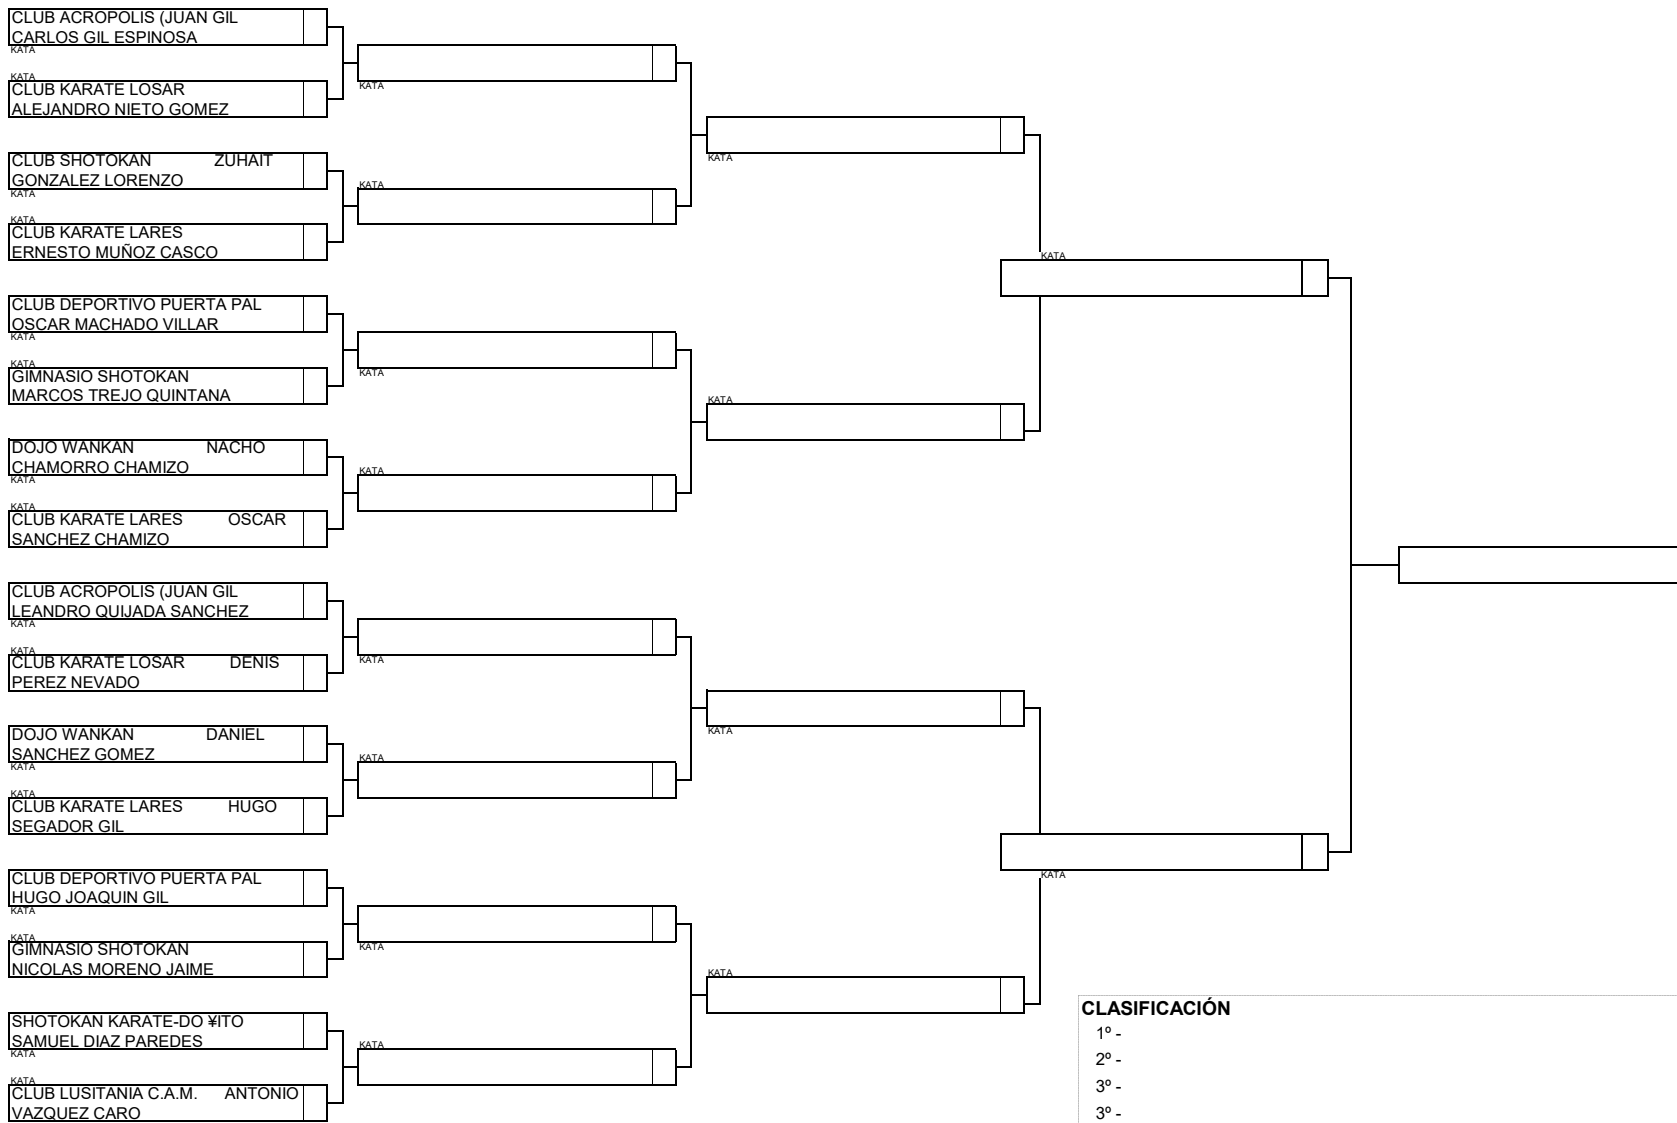 CLUB ACROPOLIS (JUAN GIL
CARLOS GIL ESPINOSA
KATA
KATA
CLUB KARATE LOSAR
ALEJANDRO NIETO GOMEZ
CLUB SHOTOKAN ZUHAIT
GONZALEZ LORENZO
KATA
KATA
CLUB KARATE LARES
ERNESTO MUÑOZ CASCO
CLUB DEPORTIVO PUERTA PAL
OSCAR MACHADO VILLAR
KATA
KATA
GIMNASIO SHOTOKAN
MARCOS TREJO QUINTANA
DOJO WANKAN NACHO
CHAMORRO CHAMIZO
KATA
KATA
CLUB KARATE LARES OSCAR
SANCHEZ CHAMIZO
CLUB ACROPOLIS (JUAN GIL
LEANDRO QUIJADA SANCHEZ
KATA
KATA
CLUB KARATE LOSAR DENIS
PEREZ NEVADO
DOJO WANKAN DANIEL
SANCHEZ GOMEZ
KATA
KATA
CLUB KARATE LARES HUGO
SEGADOR GIL
CLUB DEPORTIVO PUERTA PAL
HUGO JOAQUIN GIL
KATA
KATA
GIMNASIO SHOTOKAN
NICOLAS MORENO JAIME
SHOTOKAN KARATE-DO ¥ITO
SAMUEL DIAZ PAREDES
KATA
KATA
CLUB LUSITANIA C.A.M. ANTONIO
VAZQUEZ CARO
KATA
KATA
KATA
KATA
KATA
KATA
KATA
KATA
KATA
KATA
KATA
KATA
KATA
KATA
CLASIFICACIÓN
1º -
2º -
3º -
3º -